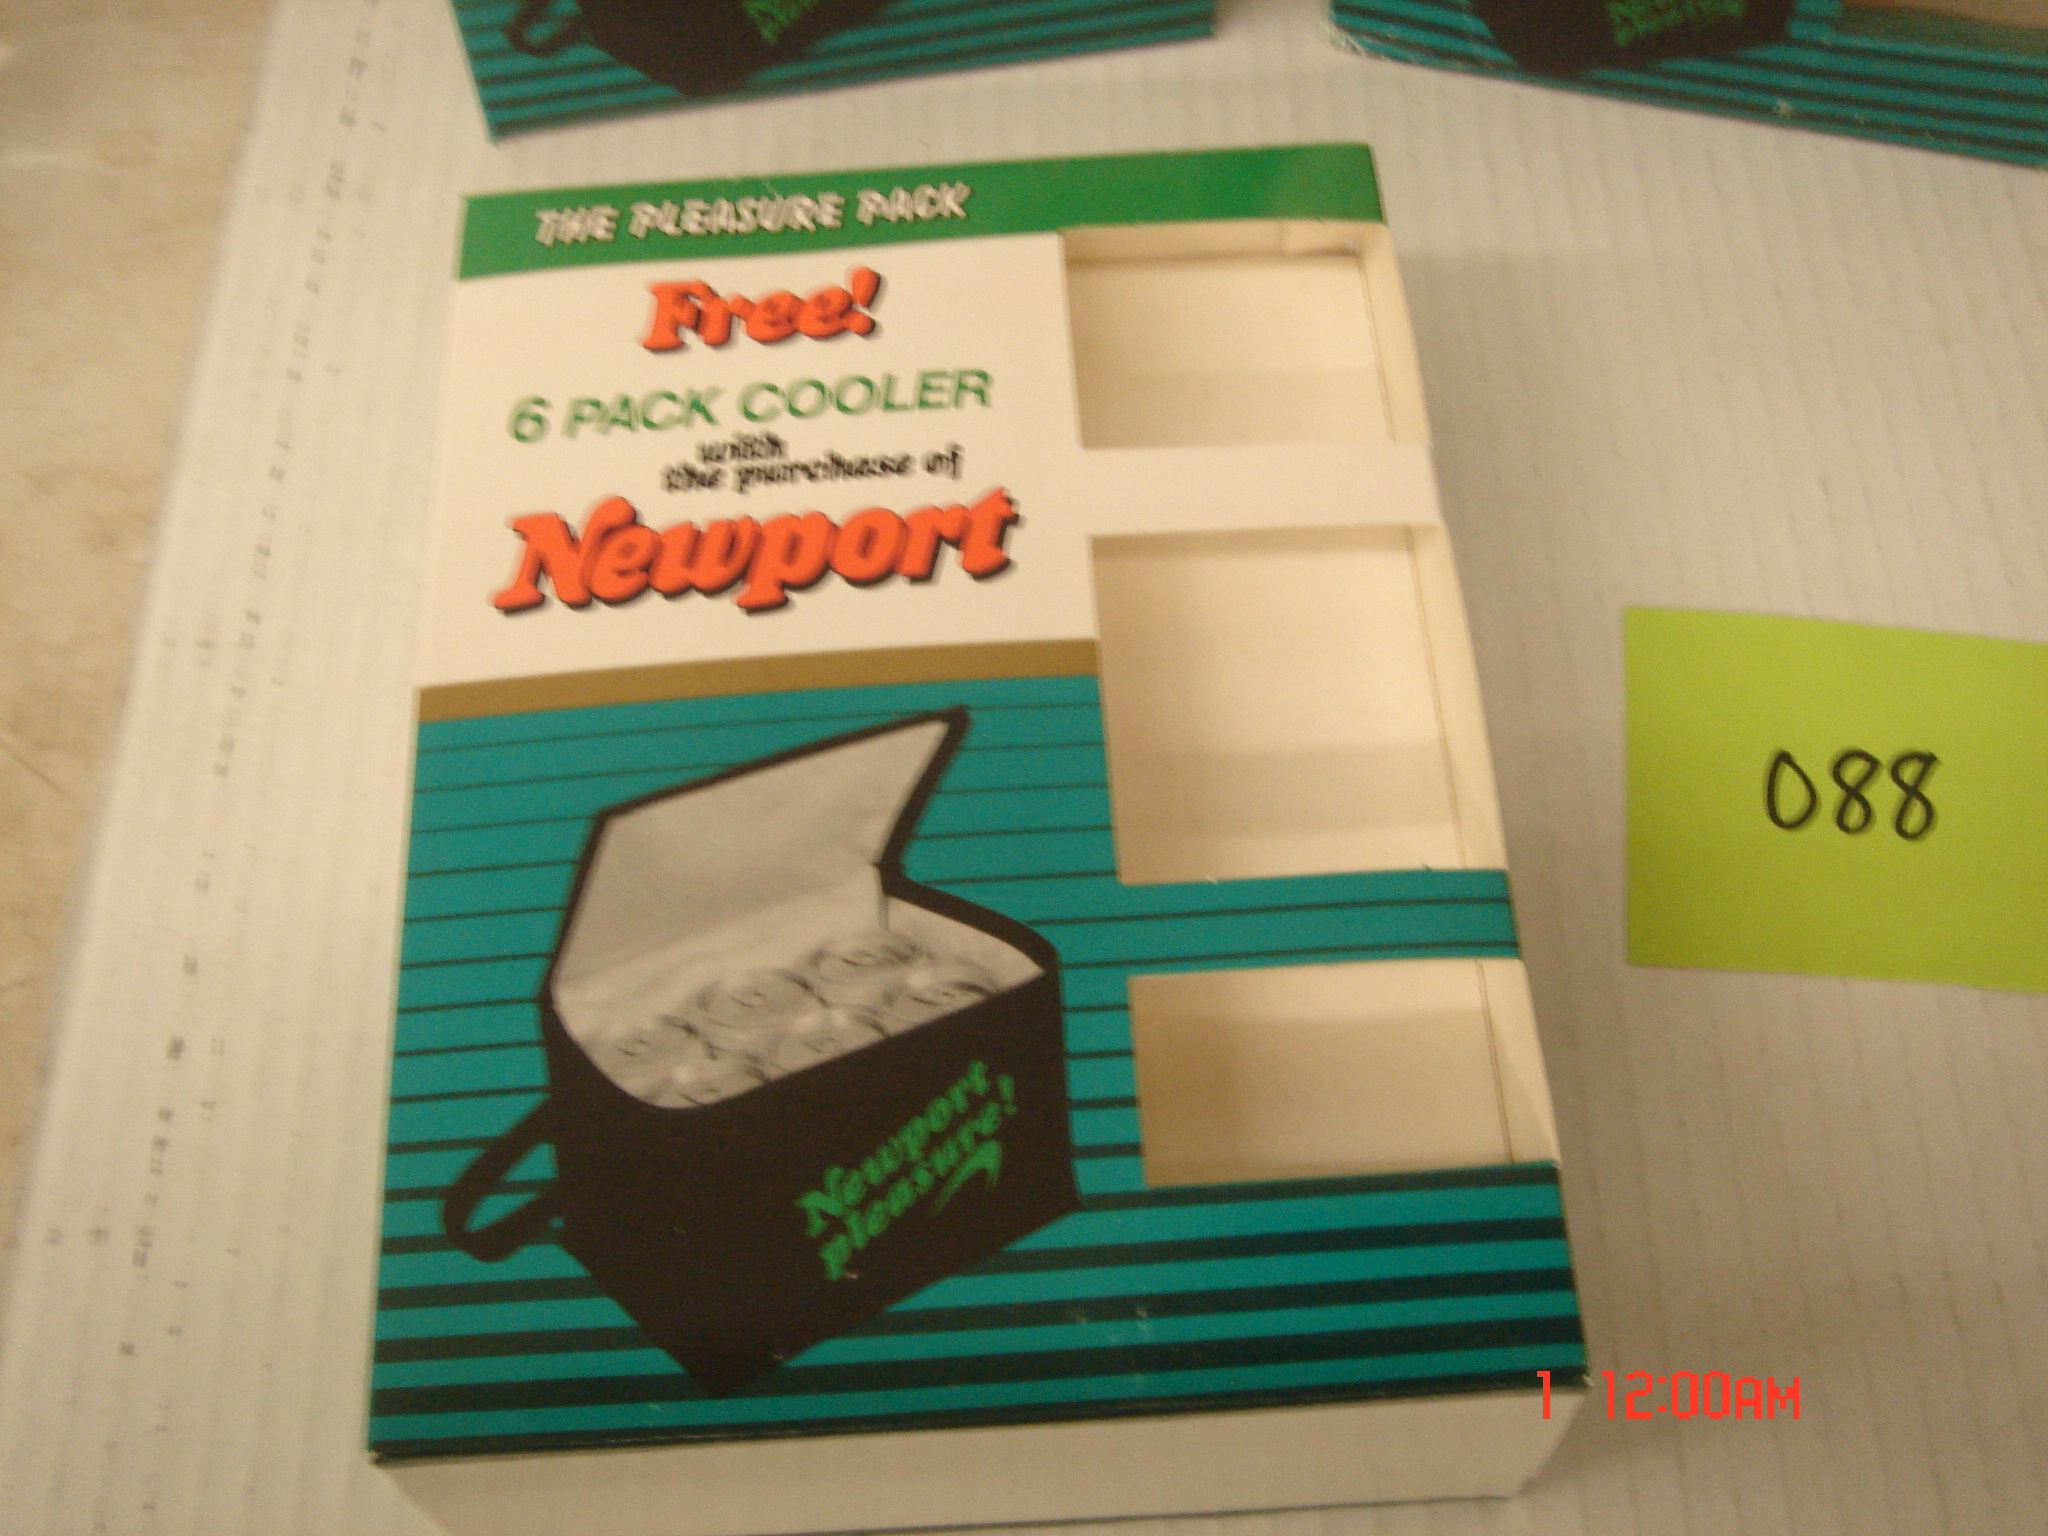 THE PLEASURE PACK
Free!
6 PACK COOLER
with
the purchase of
Newport
Newport
pleasure!
088
1 12:00AM